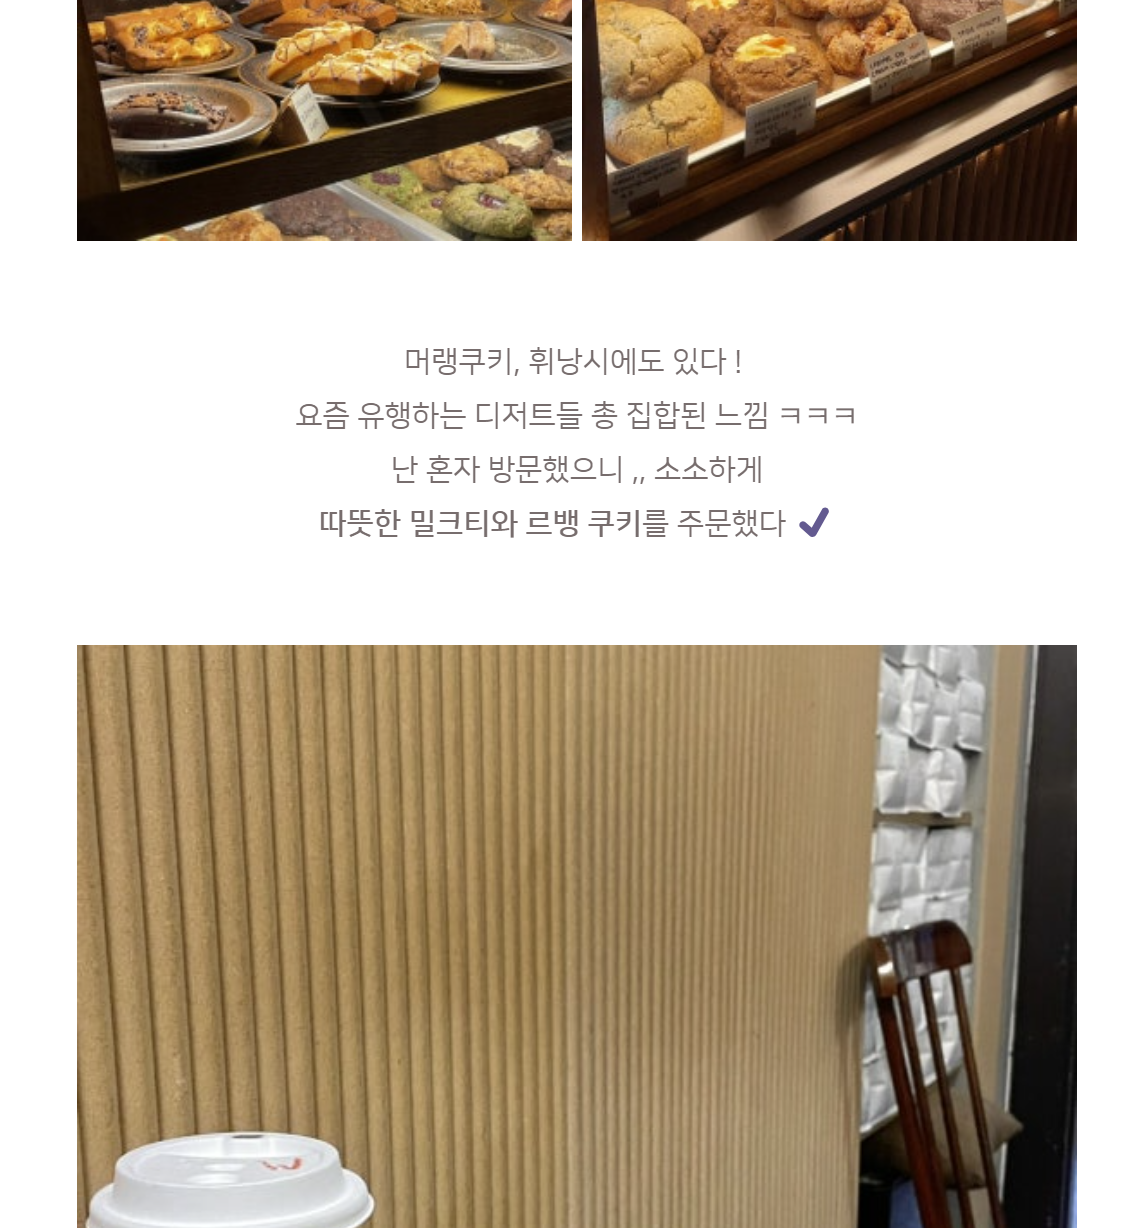 머랭쿠키, 휘낭시에도 있다 !
요즘 유행하는 디저트들 총 집합된 느낌 ㅋㅋㅋ
난 혼자 방문했으니 ,, 소소하게
따뜻한 밀크티와 르뱅 쿠키를 주문했다 ✔